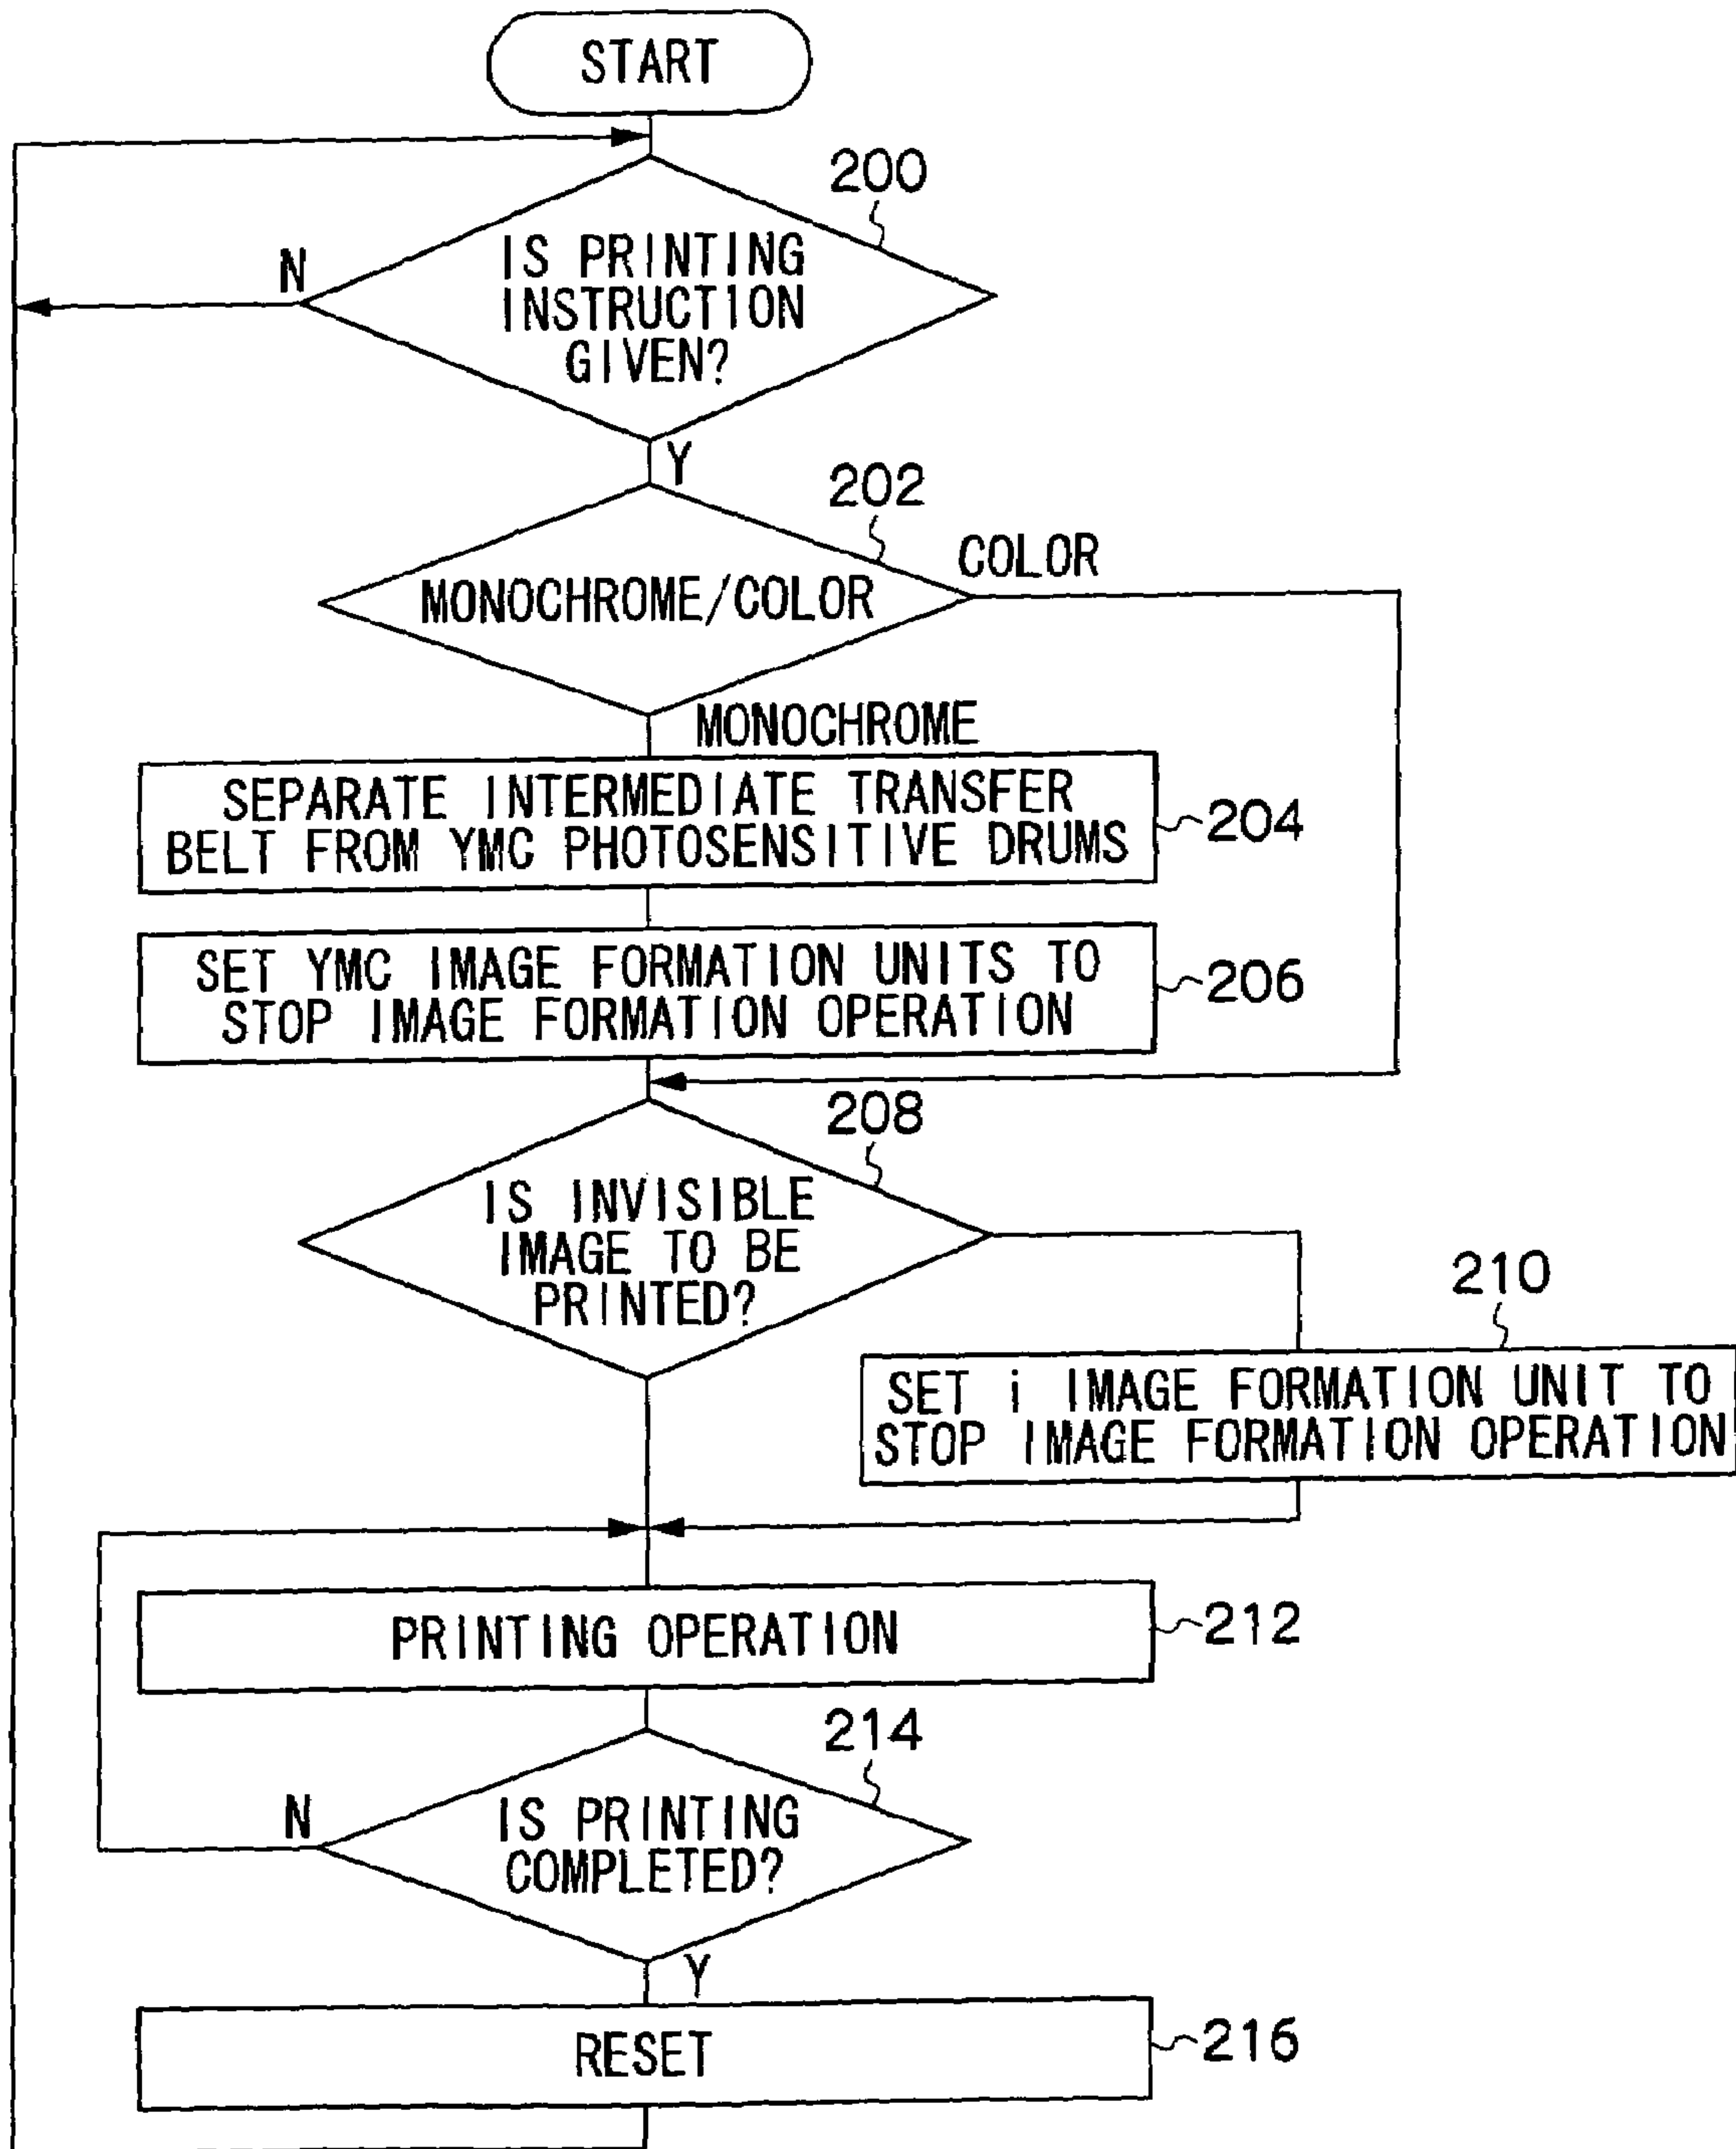 START
200
IS PRINTING
INSTRUCTION
GIVEN?
N
Y
202
COLOR
MONOCHROME/COLOR
MONOCHROME
SEPARATE INTERMEDIATE TRANSFER
BELT FROM YMC PHOTOSENSITIVE DRUMS
204
SET YMC IMAGE FORMATION UNITS TO
STOP IMAGE FORMATION OPERATION
206
208
IS INVISIBLE
IMAGE TO BE
PRINTED?
210
SET i IMAGE FORMATION UNIT TO
STOP IMAGE FORMATION OPERATION
PRINTING OPERATION
212
214
N
IS PRINTING
COMPLETED?
Y
RESET
216